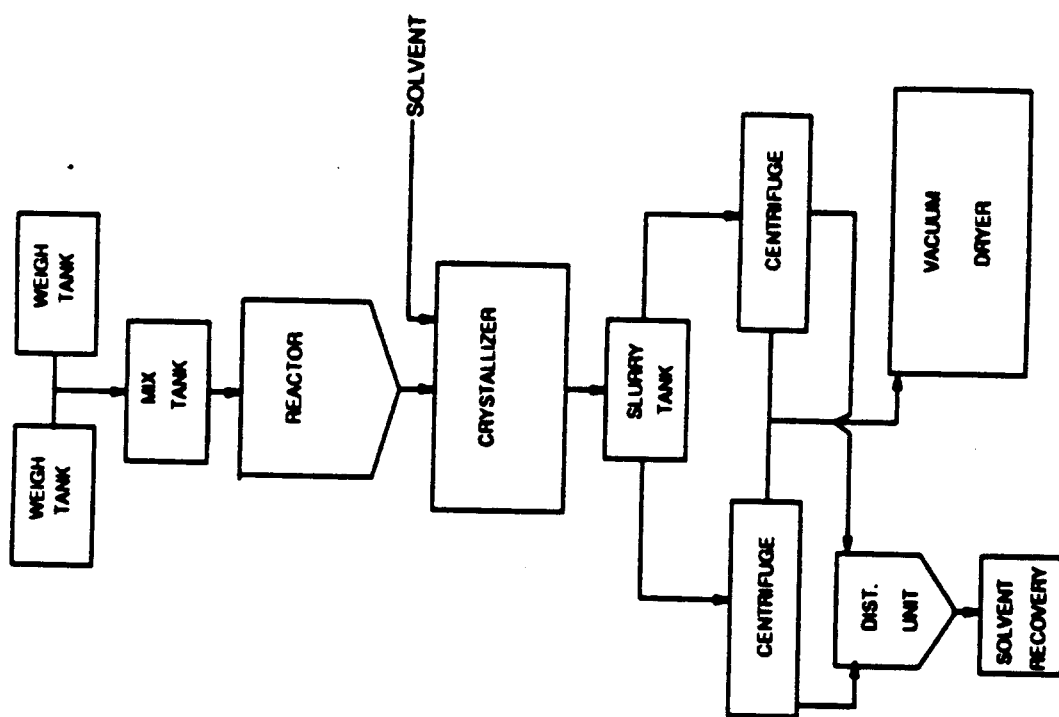 WEIGH
TANK
WEIGH
TANK
MIX
TANK
REACTOR
SOLVENT
CRYSTALLIZER
SLURRY
TANK
CENTRIFUGE
CENTRIFUGE
DIST.
UNIT
VACUUM
DRYER
SOLVENT
RECOVERY